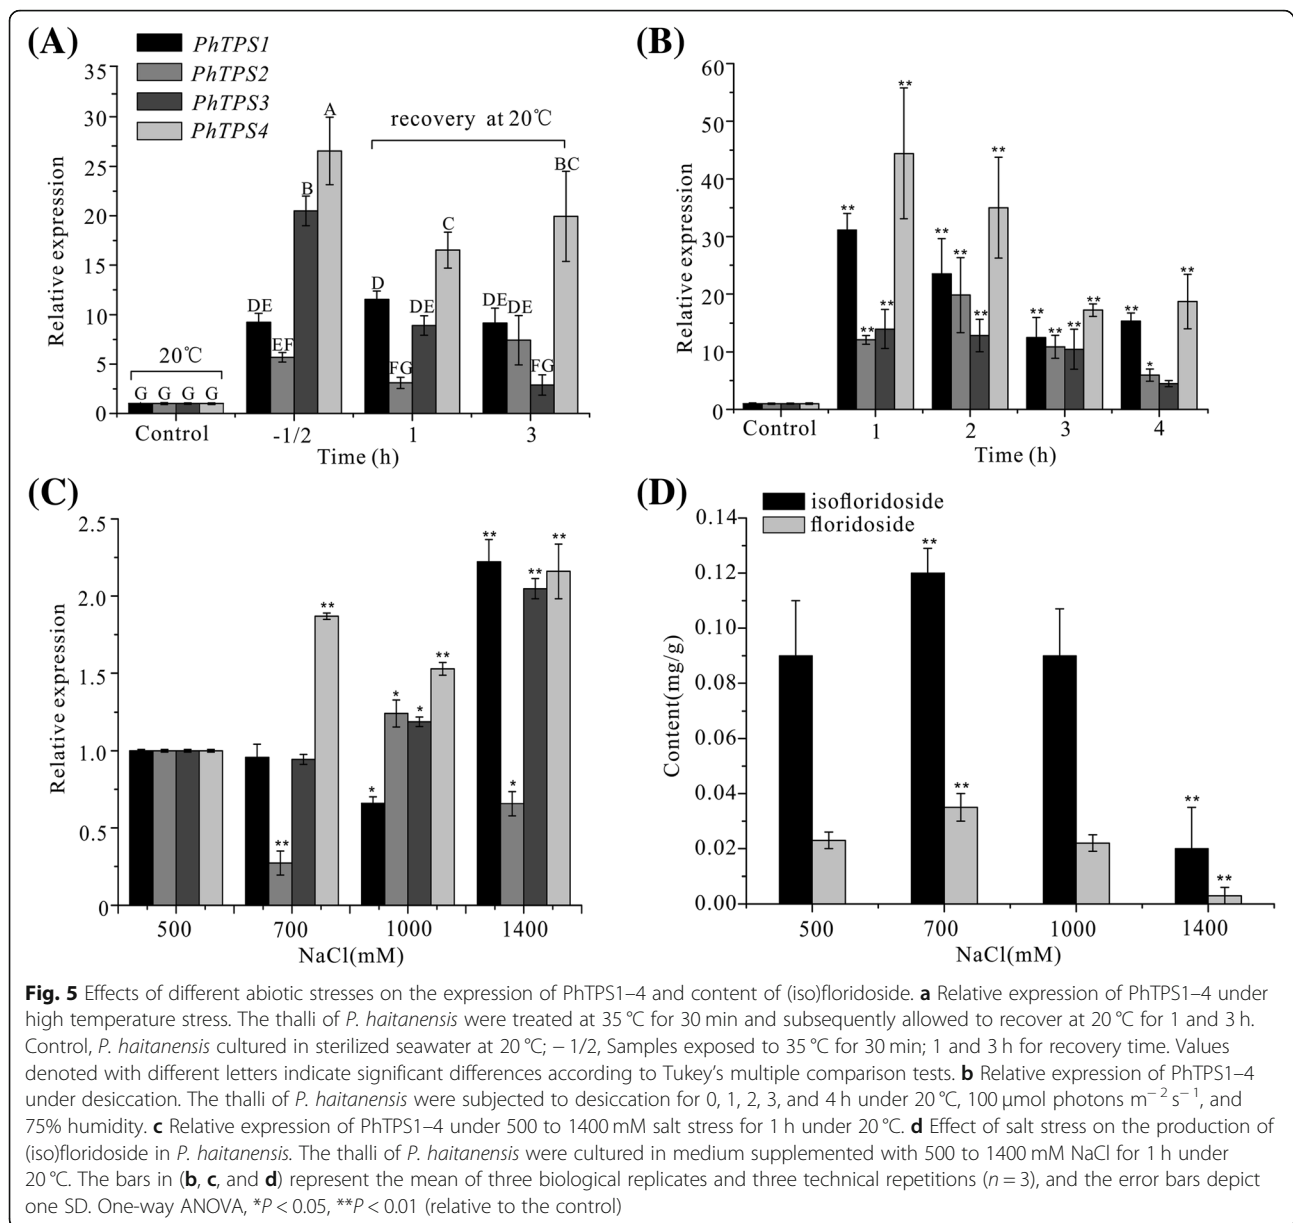 (A)
PhTPS1
PhTPS2
PhTPS3
PhTPS4
35
30
25
20
15
10
5
0
Relative expression
20℃
recovery at 20℃
G G G G
DE EF B A
D FG DE C
DE DE FG BC
Control -1/2 1 3
Time (h)
(B)
60
50
40
30
20
10
0
Relative expression
** ** ** **
** ** ** **
** ** ** **
** * **
Control 1 2 3 4
Time (h)
(C)
2.5
2.0
1.5
1.0
0.5
0
Relative expression
** **
* * * **
** * ** **
500 700 1000 1400
NaCl(mM)
(D)
isofloridoside
floridoside
0.14
0.12
0.10
0.08
0.06
0.04
0.02
0.00
Content(mg/g)
** **
** **
500 700 1000 1400
NaCl(mM)
Fig. 5 Effects of different abiotic stresses on the expression of PhTPS1–4 and content of (iso)floridoside. a Relative expression of PhTPS1–4 under
high temperature stress. The thalli of P. haitanensis were treated at 35 °C for 30 min and subsequently allowed to recover at 20 °C for 1 and 3 h.
Control, P. haitanensis cultured in sterilized seawater at 20 °C; − 1/2, Samples exposed to 35 °C for 30 min; 1 and 3 h for recovery time. Values
denoted with different letters indicate significant differences according to Tukey's multiple comparison tests. b Relative expression of PhTPS1–4
under desiccation. The thalli of P. haitanensis were subjected to desiccation for 0, 1, 2, 3, and 4 h under 20 °C, 100 μmol photons m⁻² s⁻¹, and
75% humidity. c Relative expression of PhTPS1–4 under 500 to 1400 mM salt stress for 1 h under 20 °C. d Effect of salt stress on the production of
(iso)floridoside in P. haitanensis. The thalli of P. haitanensis were cultured in medium supplemented with 500 to 1400 mM NaCl for 1 h under
20 °C. The bars in (b, c, and d) represent the mean of three biological replicates and three technical repetitions (n = 3), and the error bars depict
one SD. One-way ANOVA, *P < 0.05, **P < 0.01 (relative to the control)